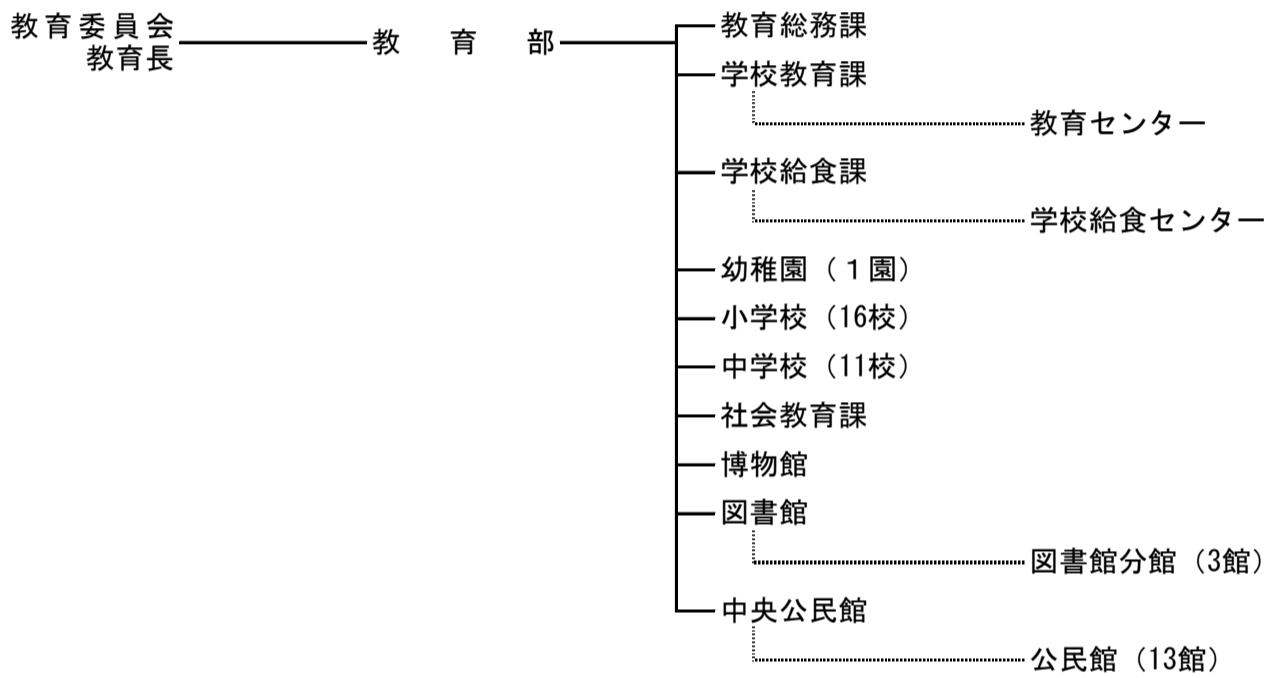 教育委員会
教育長
教育部
教育総務課
学校教育課
教育センター
学校給食課
学校給食センター
幼稚園（１園）
小学校（16校）
中学校（11校）
社会教育課
博物館
図書館
図書館分館（3館）
中央公民館
公民館（13館）